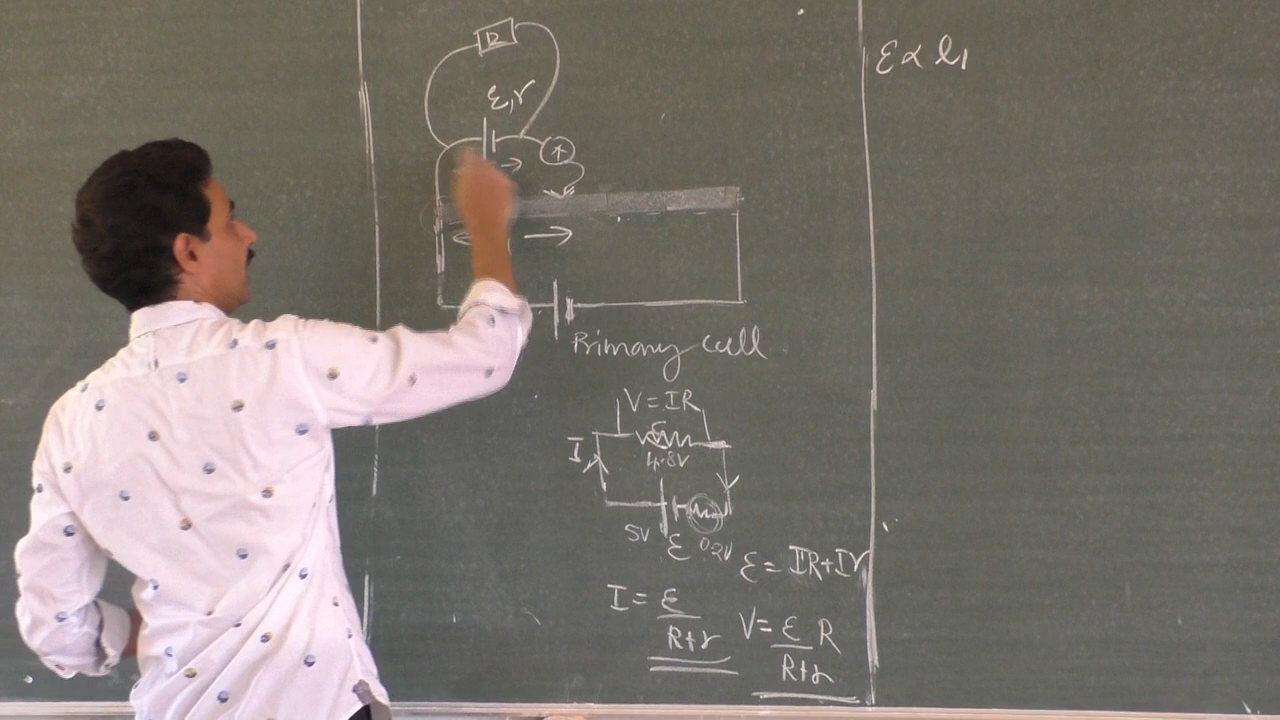 R
ε,r
Primary cell
V=IR
I
4.8V
5V
ε
0.2V
ε = IR+Ir
I = ε/R+r
V= ε/R+r R
ε∝ l₁